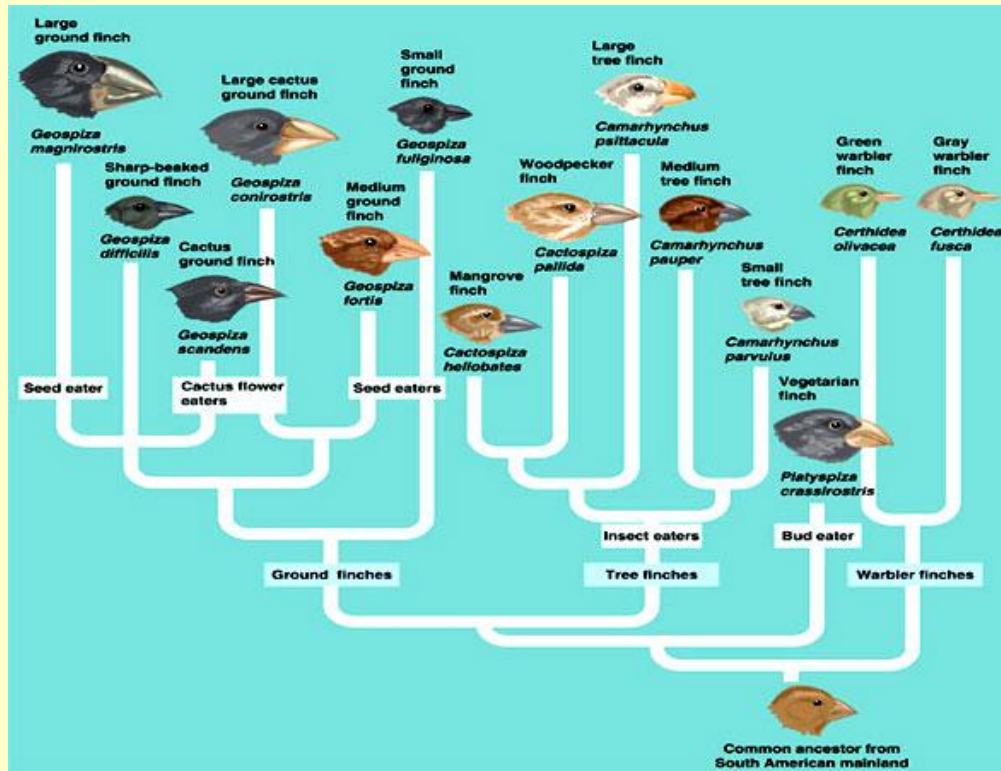 Large
ground finch
Geospiza
magnirostris
Sharp-beaked
ground finch
Geospiza
difficilis
Large cactus
ground finch
Geospiza
conirostris
Cactus
ground finch
Geospiza
scandens
Small
ground
finch
Geospiza
fuliginosa
Medium
ground
finch
Geospiza
fortis
Large
tree finch
Camarhynchus
psittacula
Woodpecker
finch
Cactospiza
pallida
Mangrove
finch
Cactospiza
heliobates
Medium
tree finch
Camarhynchus
pauper
Small
tree finch
Camarhynchus
parvulus
Vegetarian
finch
Platyspiza
crassirostris
Green
warbler
finch
Certhidea
olivacea
Gray
warbler
finch
Certhidea
fusca
Seed eater
Cactus flower
eaters
Seed eaters
Insect eaters
Bud eater
Ground finches
Tree finches
Warbler finches
Common ancestor from
South American mainland